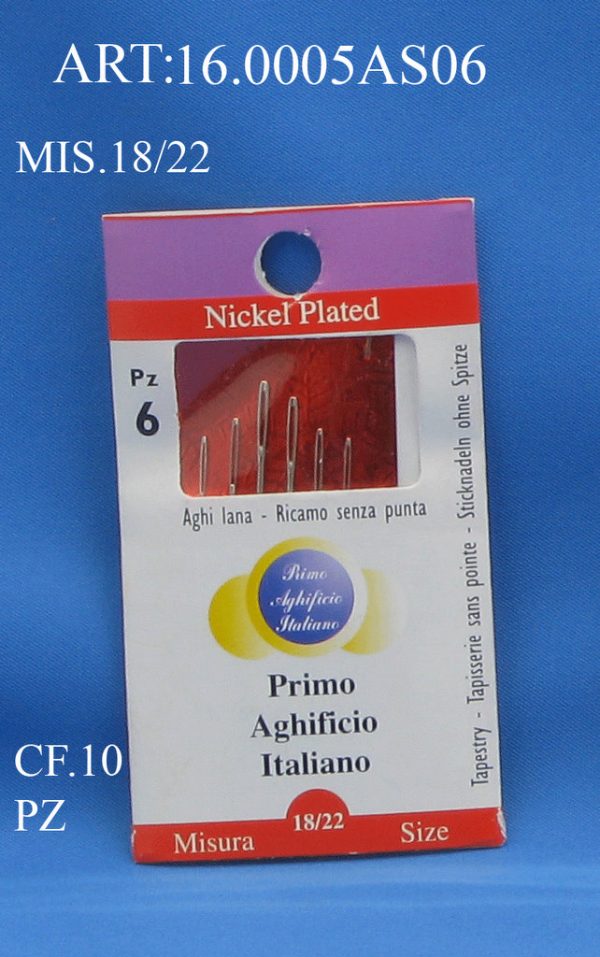 ART:16.0005AS06
MIS.18/22
Nickel Plated
Pz
6
Aghi lana - Ricamo senza punta
Primo
Aghificio
Italiano
Primo
Aghificio
Italiano
Tapestry - Tapisserie sans pointe - Sticknadeln ohne Spitze
CF.10
PZ
18/22
Misura
Size